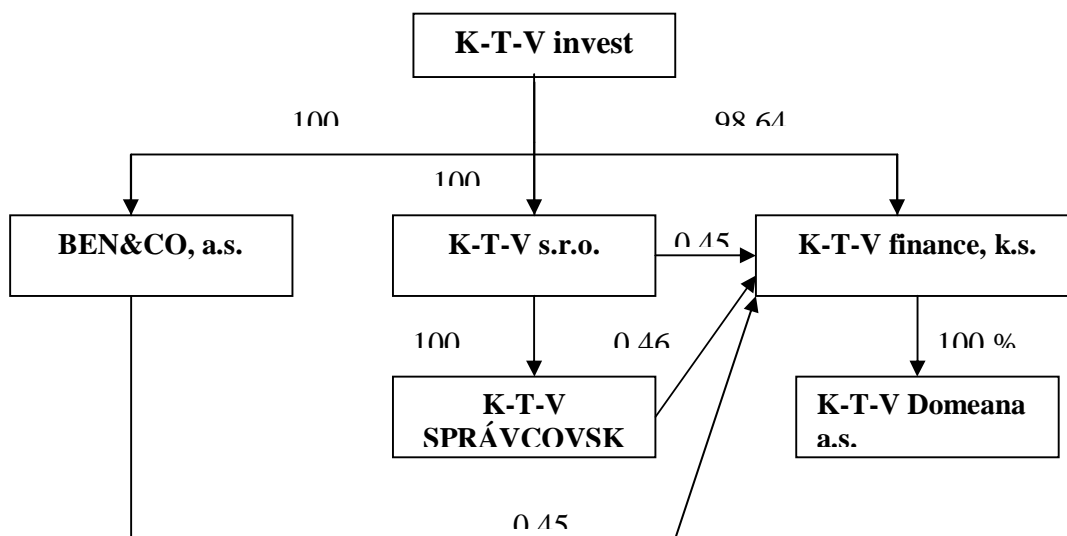 K-T-V invest
100
98.64
100
BEN&CO, a.s.
K-T-V s.r.o.
0.45
K-T-V finance, k.s.
100
0.46
100 %
K-T-V
SPRÁVCOVSK
K-T-V Domeana
a.s.
0.45